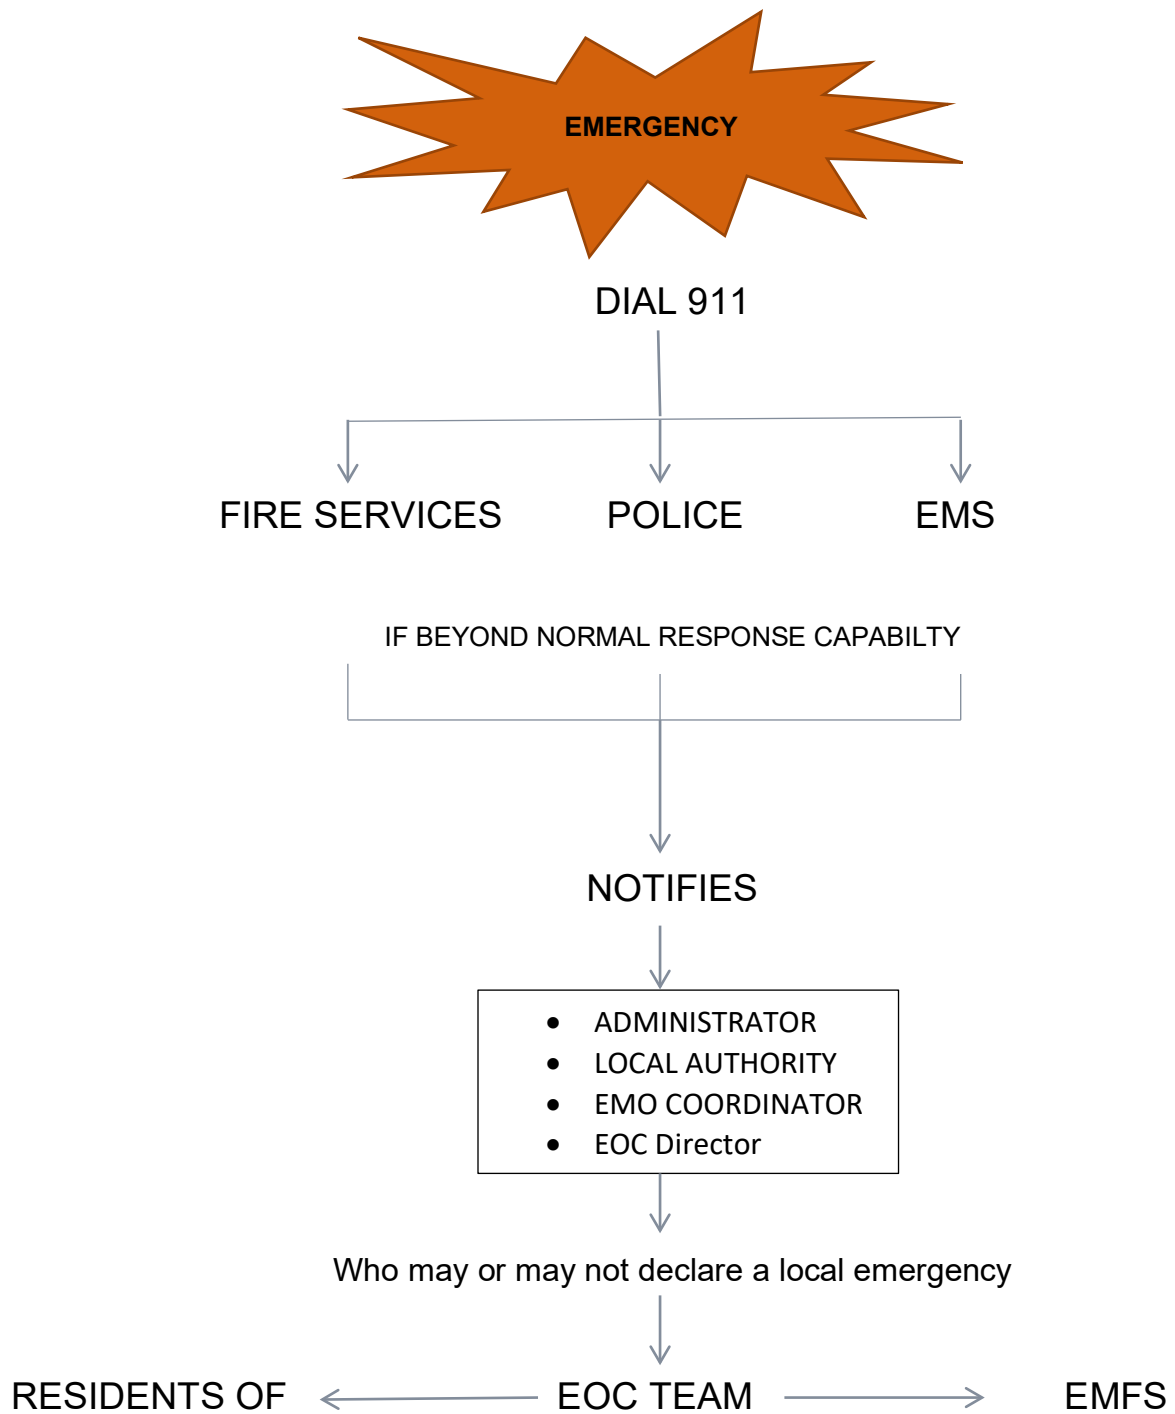 EMERGENCY
DIAL 911
FIRE SERVICES POLICE EMS
IF BEYOND NORMAL RESPONSE CAPABILTY
NOTIFIES
• ADMINISTRATOR
• LOCAL AUTHORITY
• EMO COORDINATOR
• EOC Director
Who may or may not declare a local emergency
RESIDENTS OF EOC TEAM EMFS